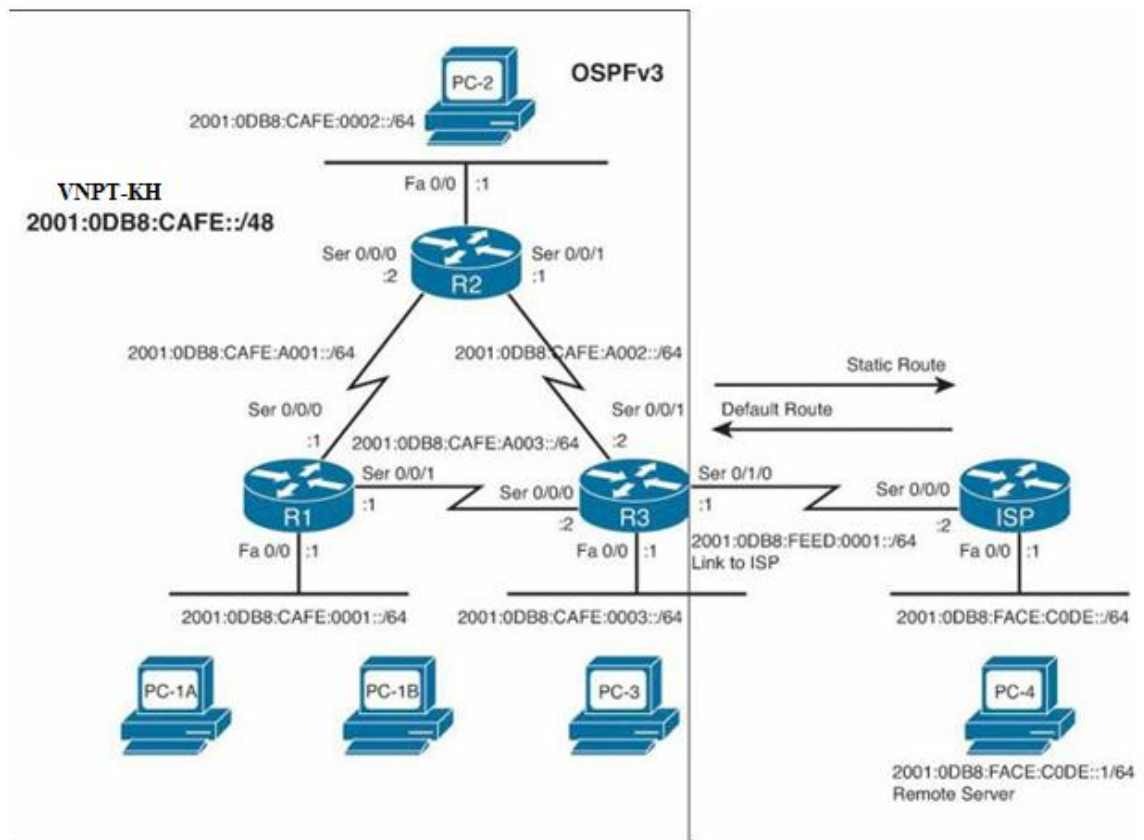 PC-2
OSPFv3
2001:0DB8:CAFE:0002::/64
Fa 0/0
:1
VNPT-KH
2001:0DB8:CAFE::/48
Ser 0/0/0
:2
Ser 0/0/1
:1
R2
2001:0DB8:CAFE:A001::/64
2001:0DB8:CAFE:A002::/64
Static Route
Default Route
Ser 0/0/0
:1
Ser 0/0/1
:2
2001:0DB8:CAFE:A003::/64
R1
Ser 0/0/1
:1
Ser 0/0/0
:2
R3
Ser 0/1/0
:1
Ser 0/0/0
:2
ISP
Fa 0/0
:1
Fa 0/0
:1
2001:0DB8:FEED:0001::/64
Link to ISP
Fa 0/0
:1
2001:0DB8:CAFE:0001::/64
2001:0DB8:CAFE:0003::/64
2001:0DB8:FACE:C0DE::/64
PC-1A
PC-1B
PC-3
PC-4
2001:0DB8:FACE:C0DE::1/64
Remote Server